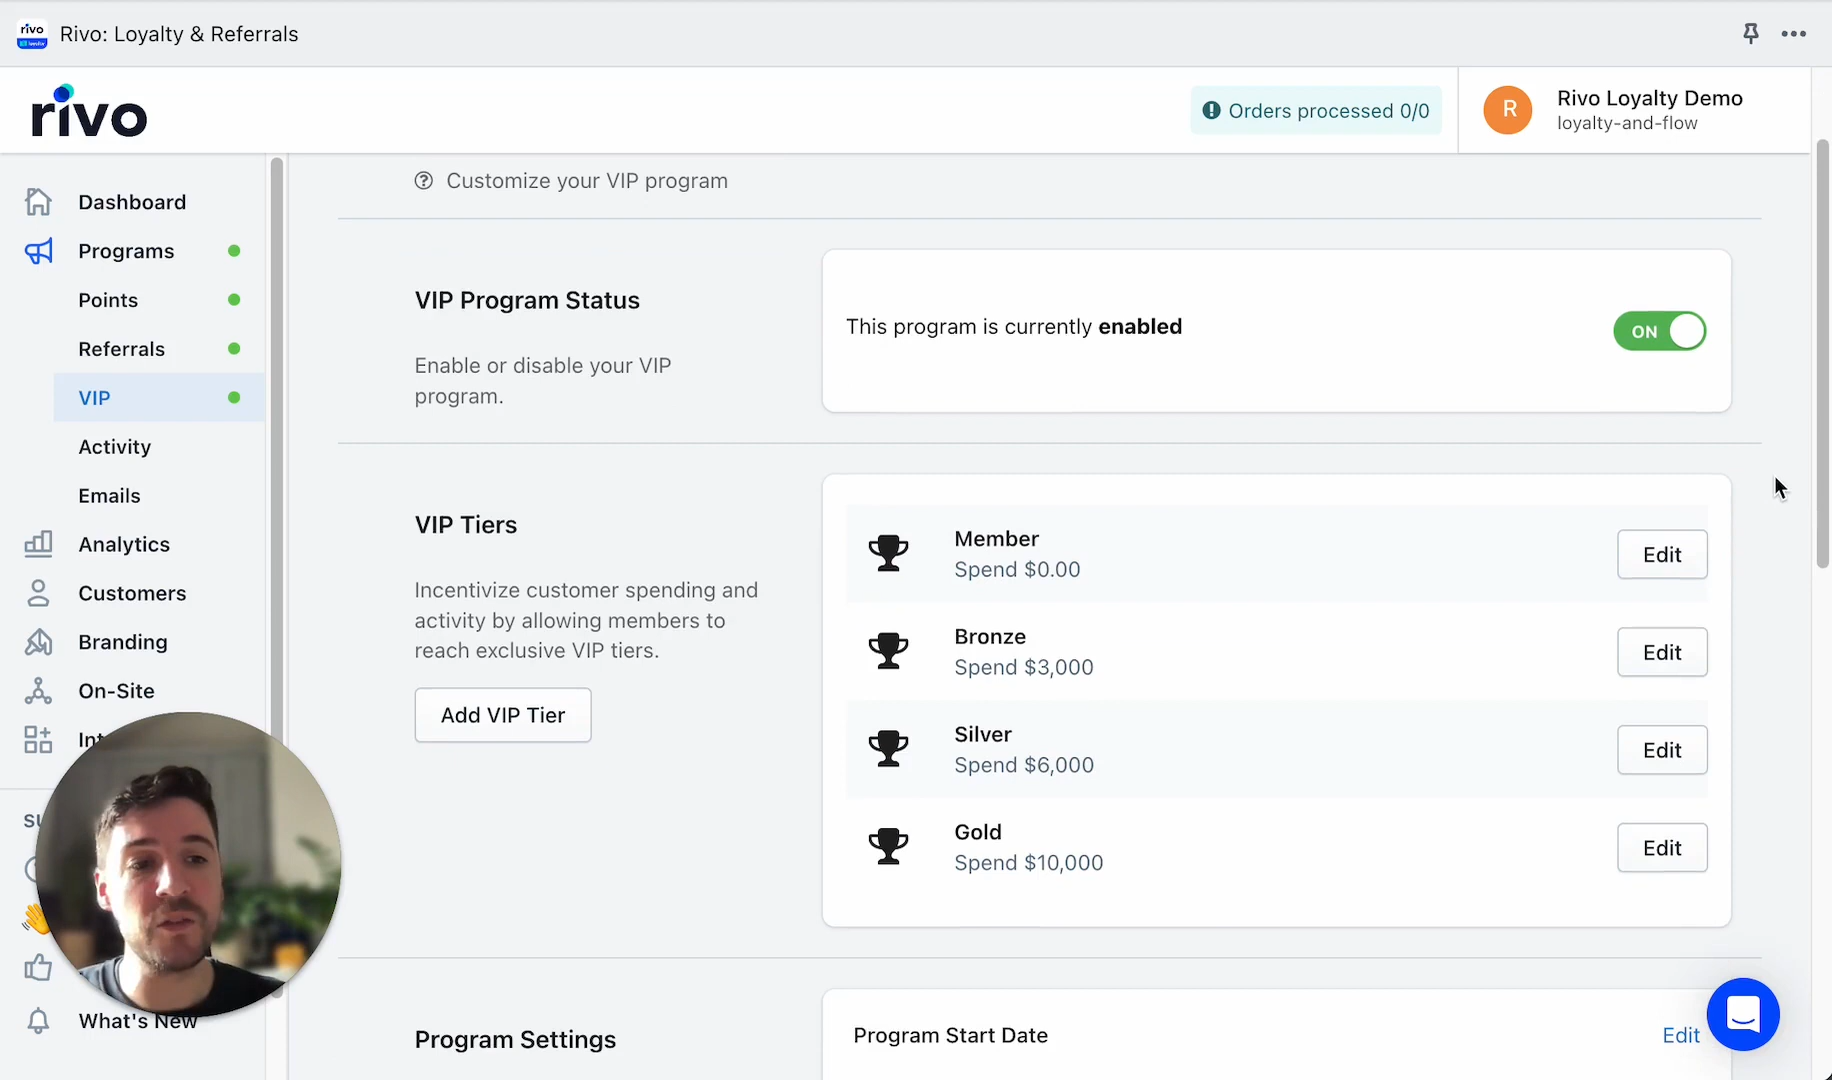 rivo
Rivo: Loyalty & Referrals
rivo
Orders processed 0/0
R
Rivo Loyalty Demo
loyalty-and-flow
Dashboard
Programs
Points
Referrals
VIP
Activity
Emails
Analytics
Customers
Branding
On-Site
What's New
Customize your VIP program
VIP Program Status
Enable or disable your VIP
program.
This program is currently enabled
ON
VIP Tiers
Incentivize customer spending and
activity by allowing members to
reach exclusive VIP tiers.
Add VIP Tier
Member
Spend $0.00
Edit
Bronze
Spend $3,000
Edit
Silver
Spend $6,000
Edit
Gold
Spend $10,000
Edit
Program Settings
Program Start Date
Edit